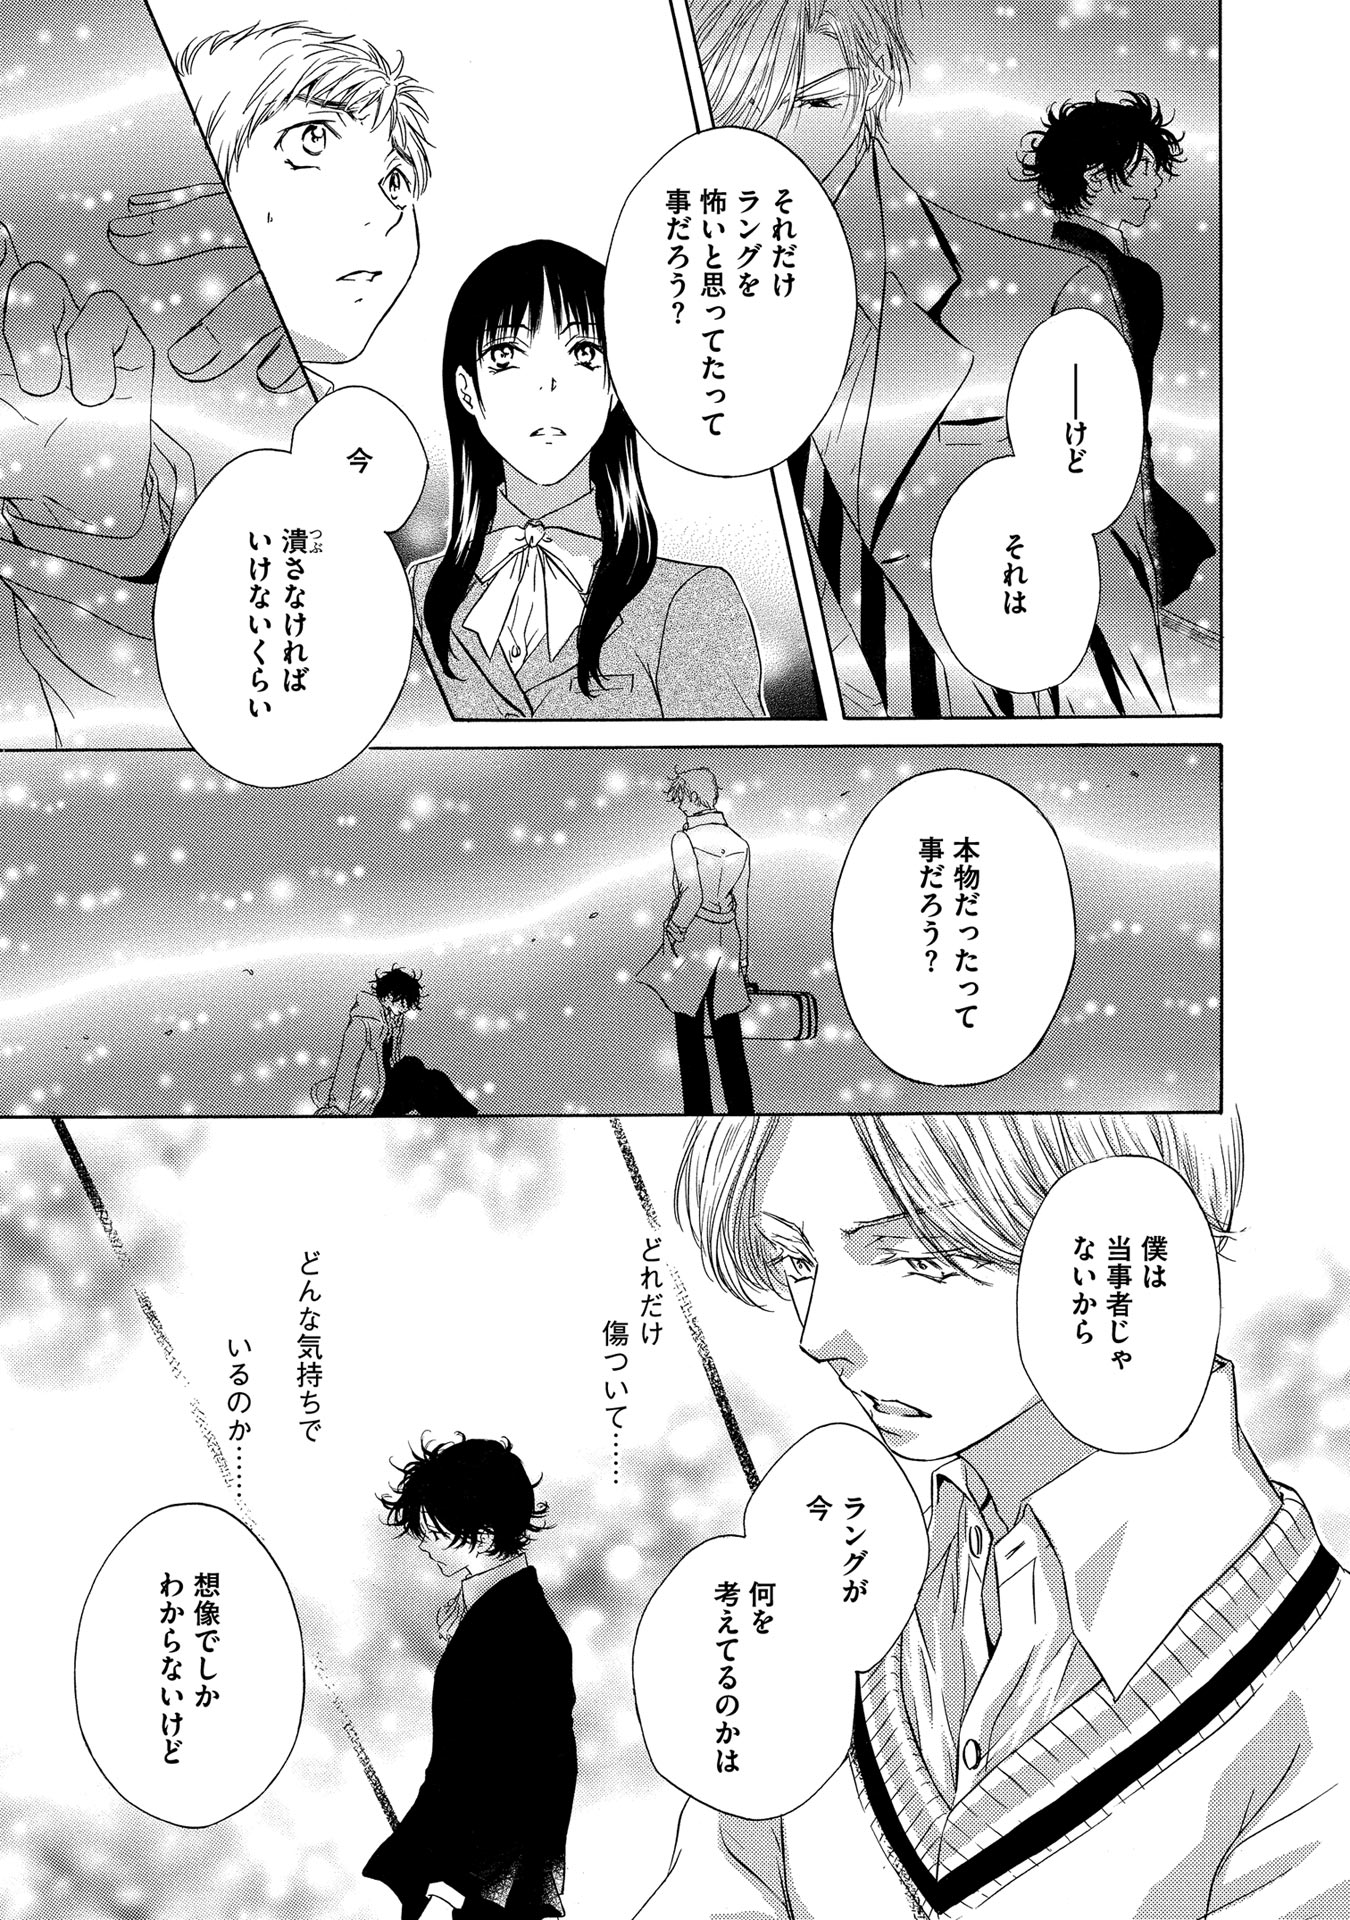 ――けど
それは
それだけ
ラングを
怖いと思ってたって
事だろう？
今
潰さなければ
つぶ
いけないくらい
本物だったって
事だろう？
僕は
当事者じゃ
ないから
ラングが
今
何を
考えてるのかは
どれだけ
傷ついて……
どんな気持ちで
いるのか……
想像でしか
わからないけど